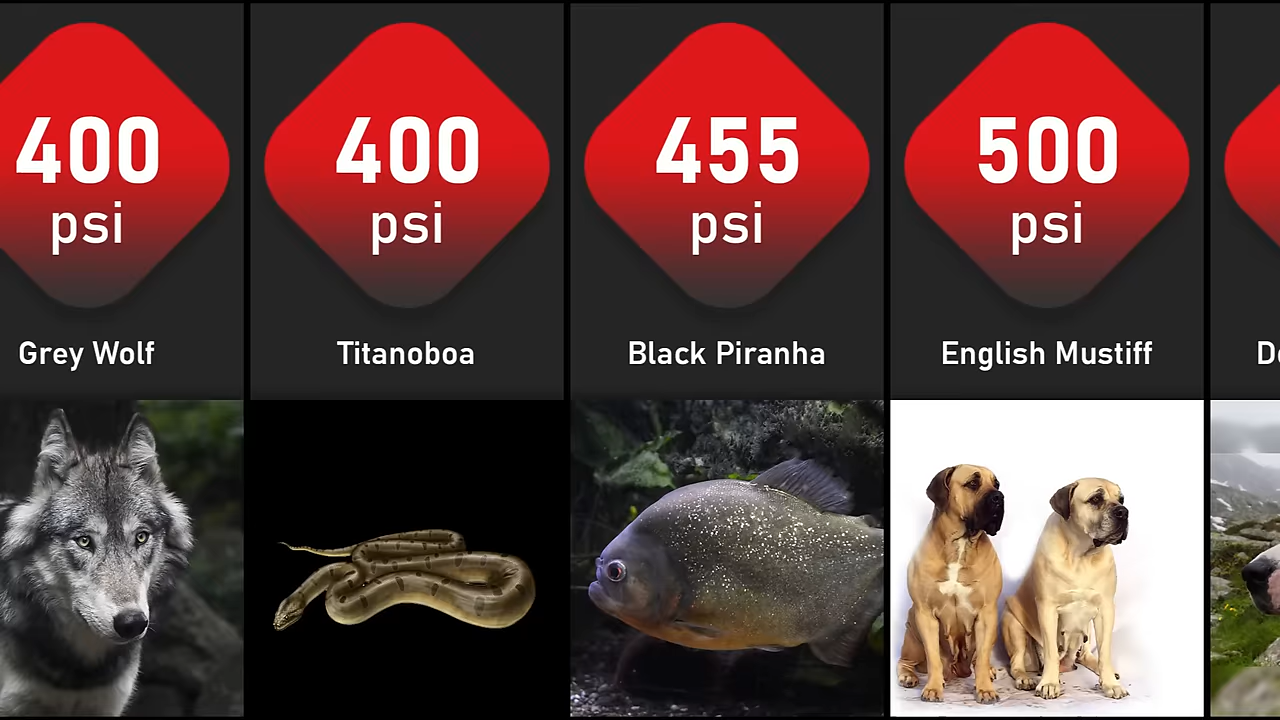 400
psi
Grey Wolf
400
psi
Titanoboa
455
psi
Black Piranha
500
psi
English Mustiff